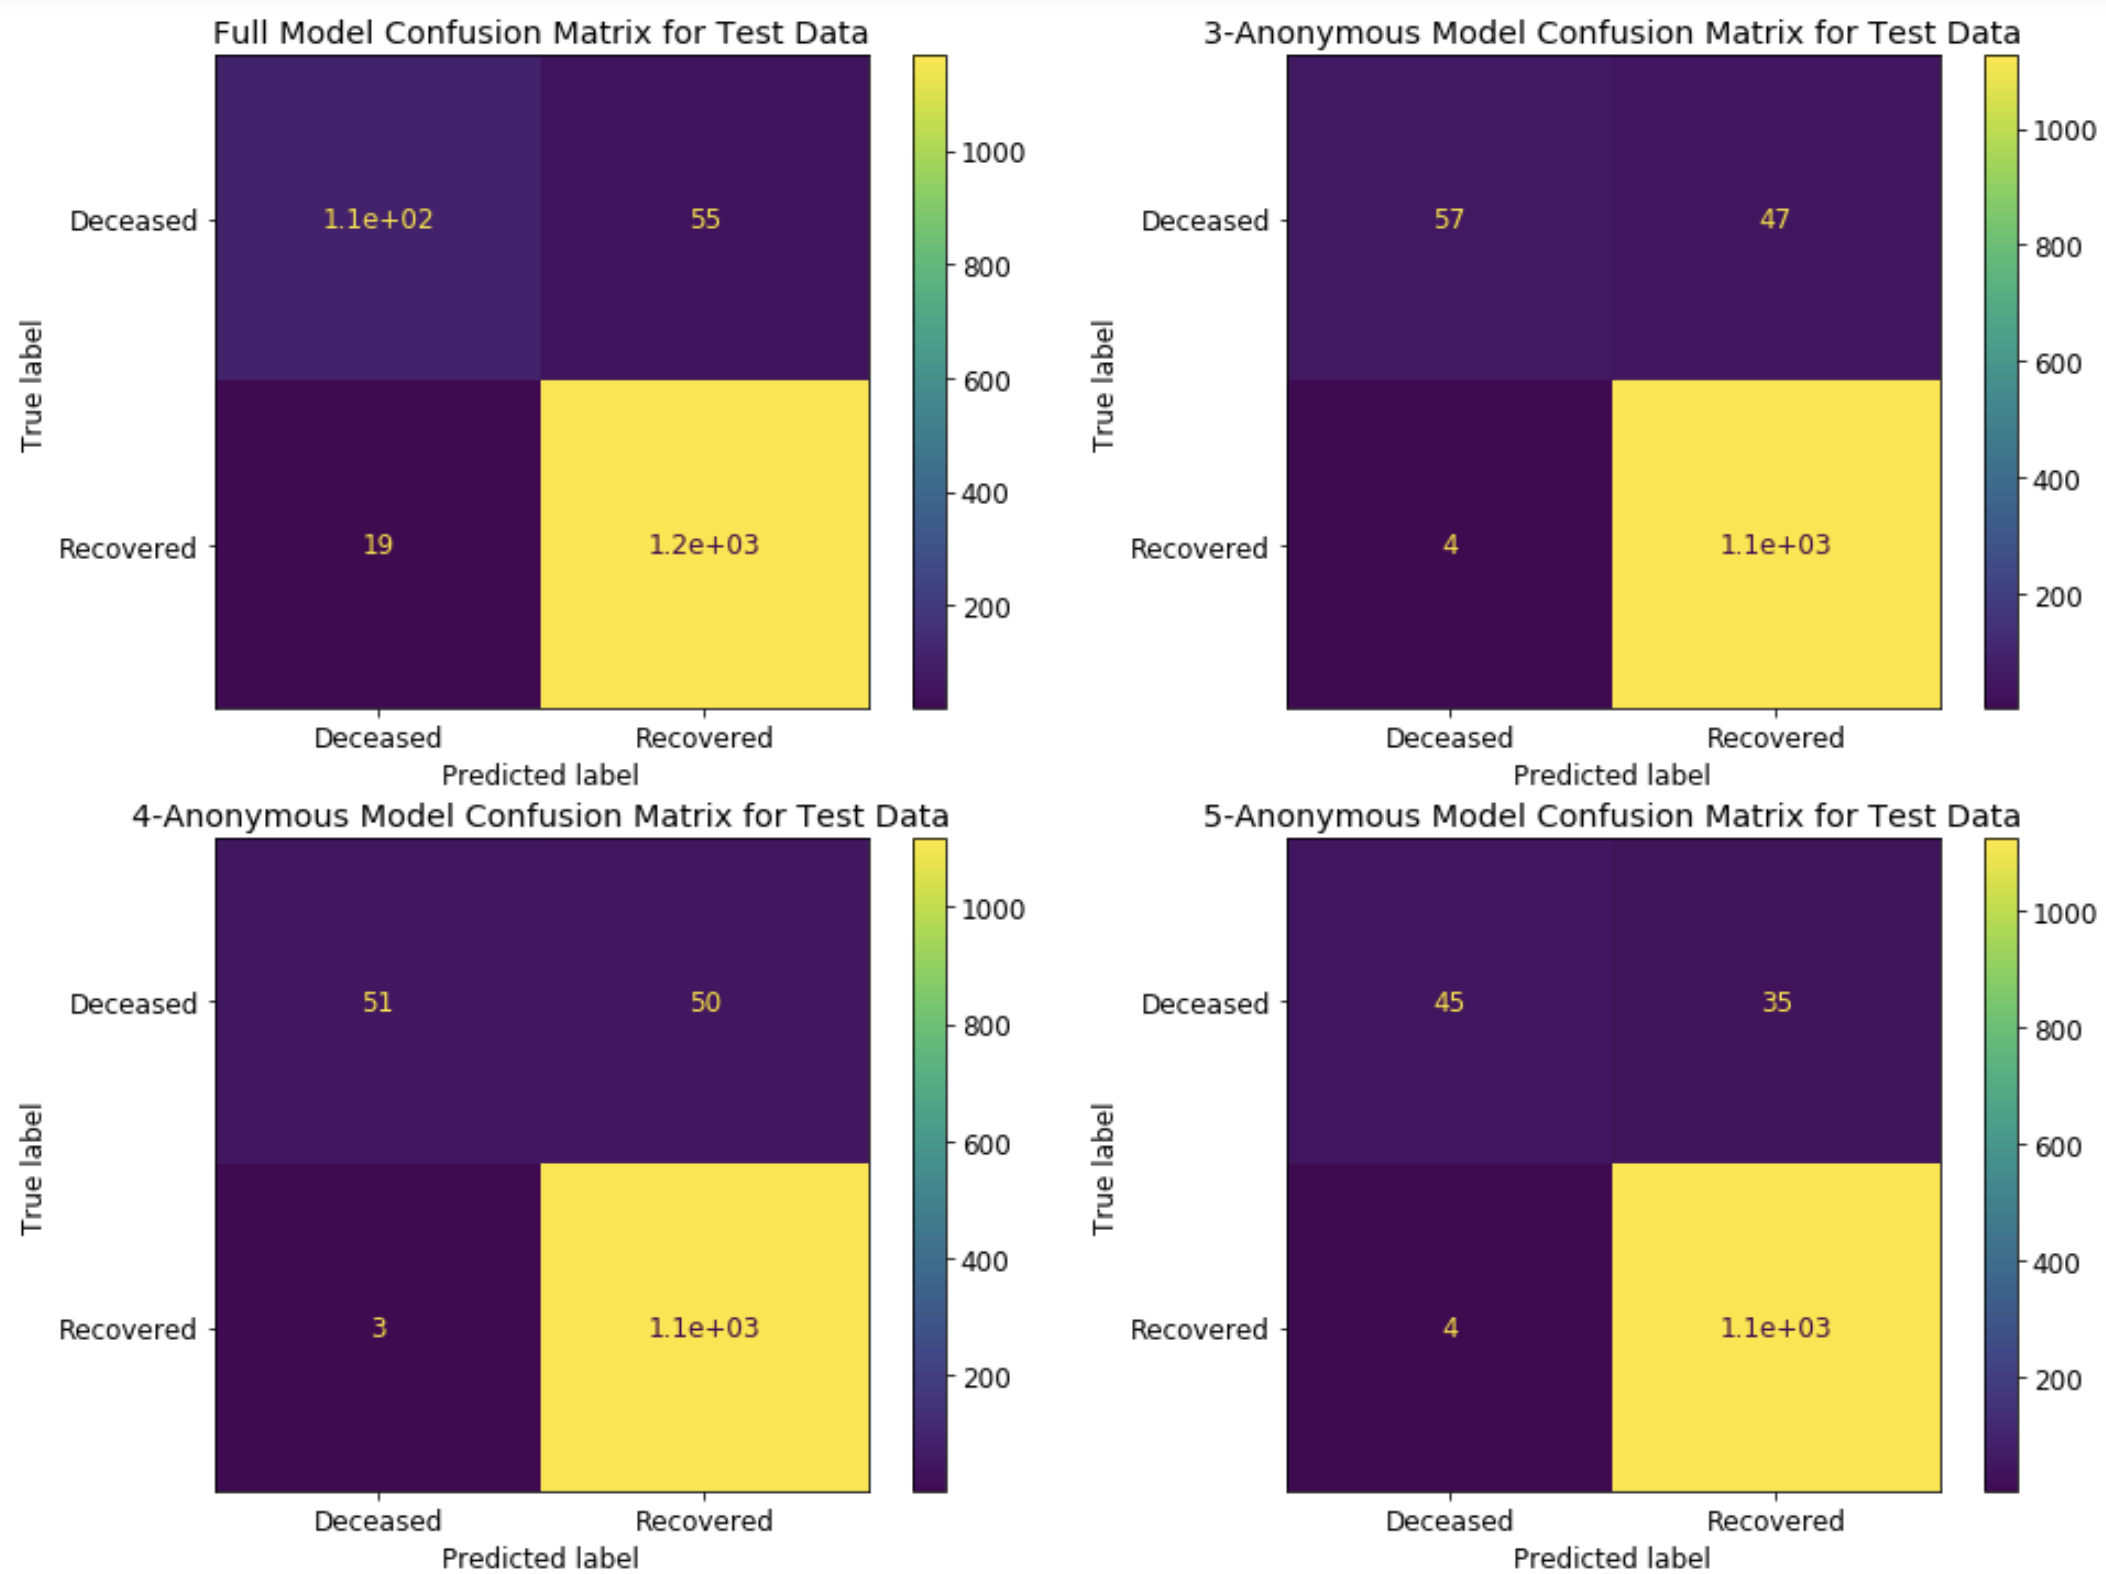 Full Model Confusion Matrix for Test Data
True label
Deceased
Recovered
1.1e+02 55
19 1.2e+03
Deceased Recovered
Predicted label
1000
800
600
400
200
3-Anonymous Model Confusion Matrix for Test Data
True label
Deceased
Recovered
57 47
4 1.1e+03
Deceased Recovered
Predicted label
1000
800
600
400
200
4-Anonymous Model Confusion Matrix for Test Data
True label
Deceased
Recovered
51 50
3 1.1e+03
Deceased Recovered
Predicted label
1000
800
600
400
200
5-Anonymous Model Confusion Matrix for Test Data
True label
Deceased
Recovered
45 35
4 1.1e+03
Deceased Recovered
Predicted label
1000
800
600
400
200